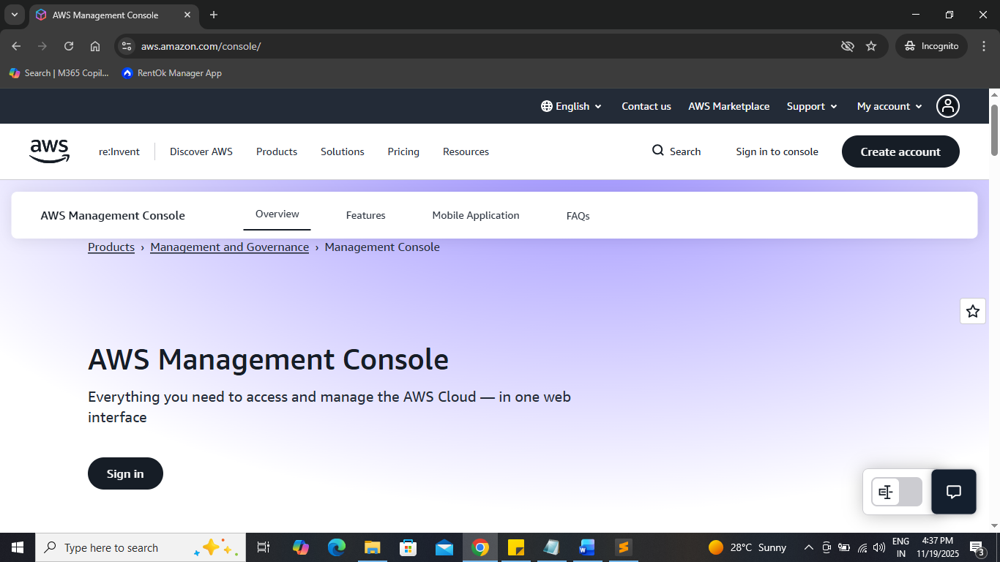 AWS Management Console
aws.amazon.com/console/
Incognito
Search | M365 Copil...
RentOk Manager App
English
Contact us
AWS Marketplace
Support
My account
aws
re:Invent
Discover AWS
Products
Solutions
Pricing
Resources
Search
Sign in to console
Create account
AWS Management Console
Overview
Features
Mobile Application
FAQs
Products › Management and Governance › Management Console
AWS Management Console
Everything you need to access and manage the AWS Cloud — in one web
interface
Sign in
Type here to search
28°C Sunny
ENG
IN
4:37 PM
11/19/2025
3